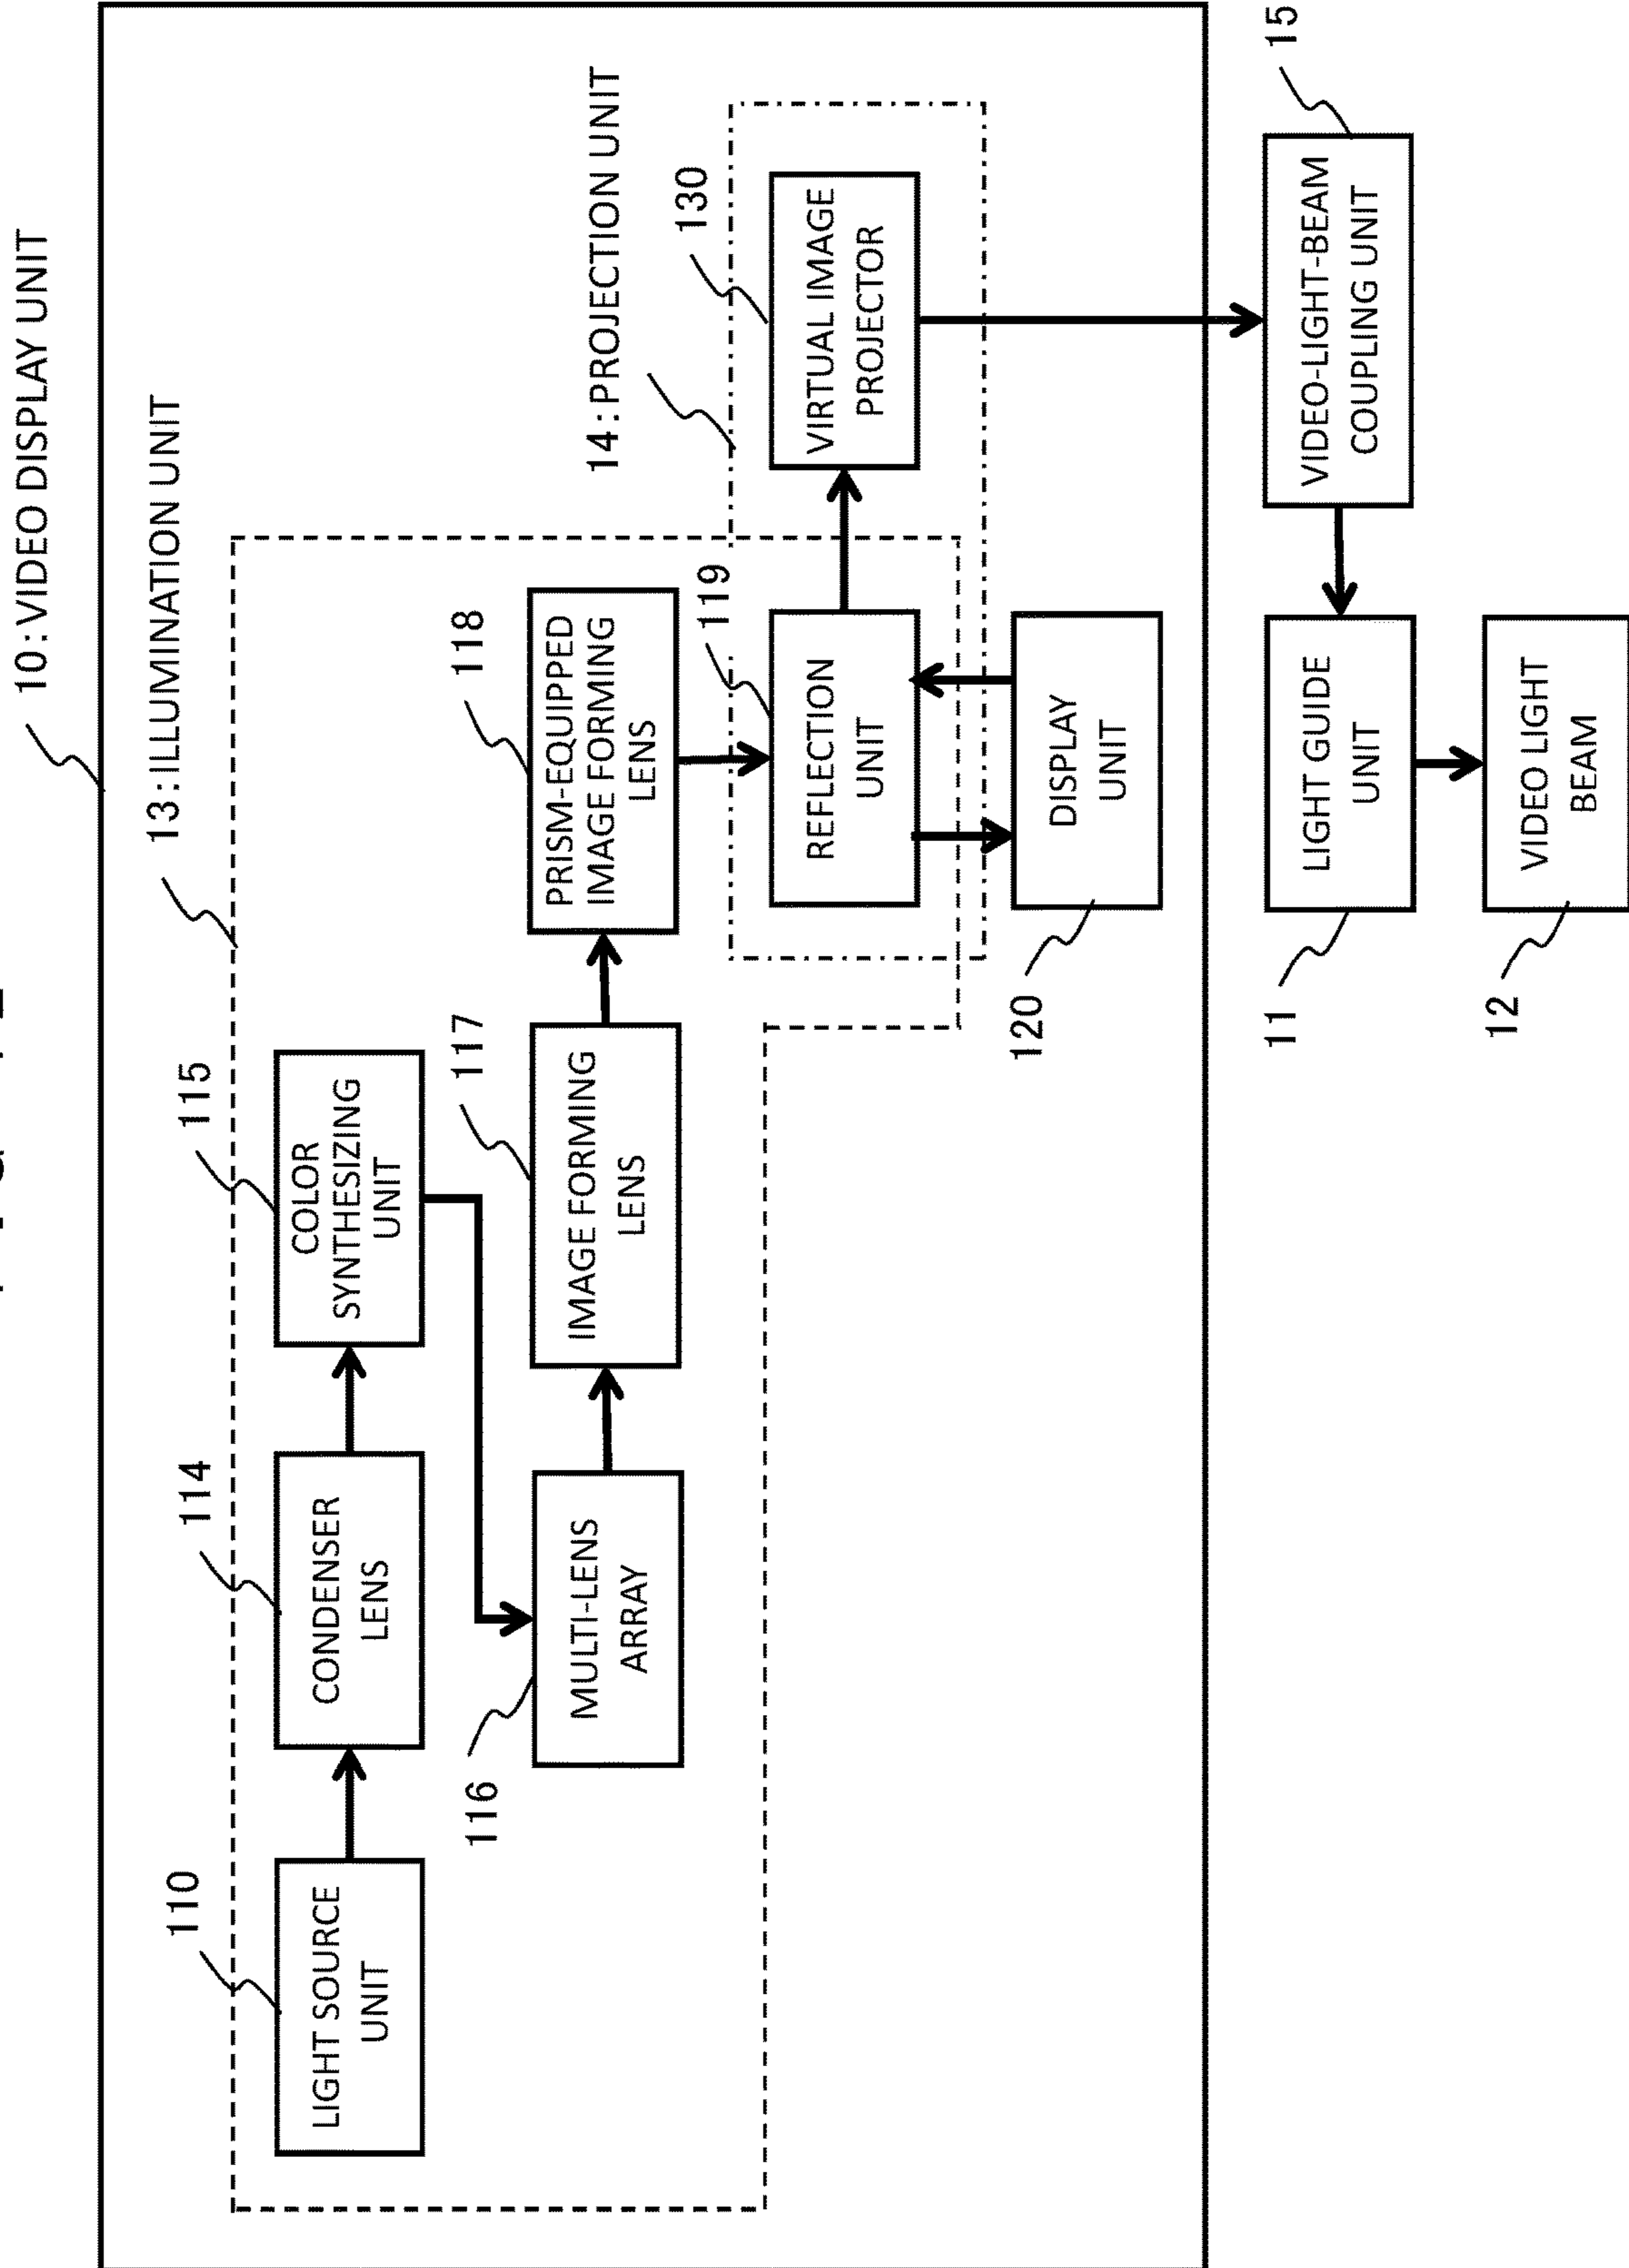 10:VIDEO DISPLAY UNIT
13:ILLUMINATION UNIT
110
LIGHT SOURCE
UNIT
114
CONDENSER
LENS
115
COLOR
SYNTHESIZING
UNIT
116
MULTI-LENS
ARRAY
117
IMAGE FORMING
LENS
118
PRISM-EQUIPPED
IMAGE FORMING
LENS
14:PROJECTION UNIT
119
REFLECTION
UNIT
130
VIRTUAL IMAGE
PROJECTOR
120
DISPLAY
UNIT
15
VIDEO-LIGHT-BEAM
COUPLING UNIT
11
LIGHT GUIDE
UNIT
12
VIDEO LIGHT
BEAM